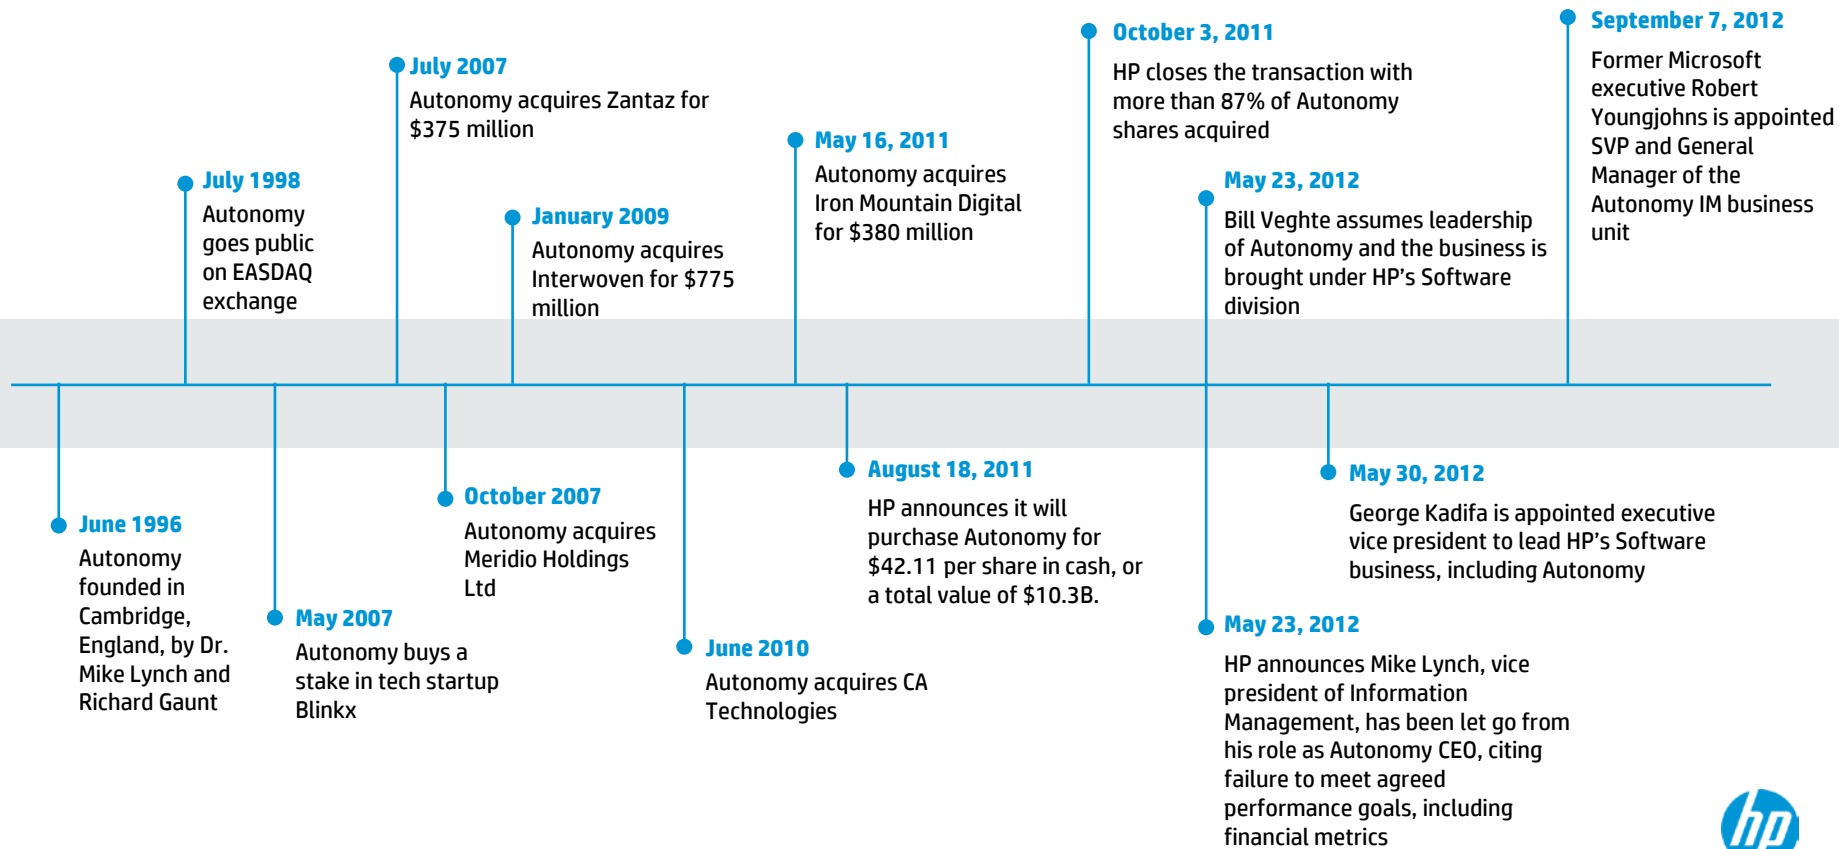 June 1996
Autonomy
founded in
Cambridge,
England, by Dr.
Mike Lynch and
Richard Gaunt
July 1998
Autonomy
goes public
on EASDAQ
exchange
May 2007
Autonomy buys a
stake in tech startup
Blinkx
July 2007
Autonomy acquires Zantaz for
$375 million
October 2007
Autonomy acquires
Meridio Holdings
Ltd
January 2009
Autonomy acquires
Interwoven for $775
million
June 2010
Autonomy acquires CA
Technologies
May 16, 2011
Autonomy acquires
Iron Mountain Digital
for $380 million
August 18, 2011
HP announces it will
purchase Autonomy for
$42.11 per share in cash, or
a total value of $10.3B.
October 3, 2011
HP closes the transaction with
more than 87% of Autonomy
shares acquired
May 23, 2012
Bill Veghte assumes leadership
of Autonomy and the business is
brought under HP’s Software
division
May 23, 2012
HP announces Mike Lynch, vice
president of Information
Management, has been let go from
his role as Autonomy CEO, citing
failure to meet agreed
performance goals, including
financial metrics
May 30, 2012
George Kadifa is appointed executive
vice president to lead HP’s Software
business, including Autonomy
September 7, 2012
Former Microsoft
executive Robert
Youngjohns is appointed
SVP and General
Manager of the
Autonomy IM business
unit
hp